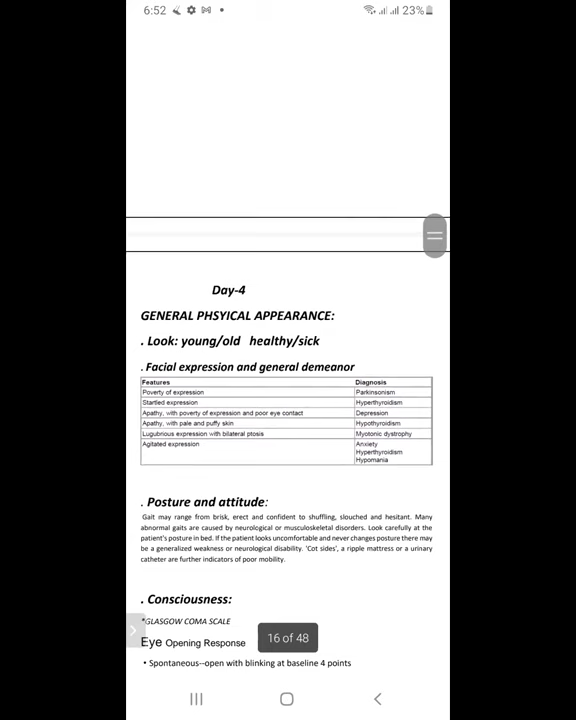 6:52
23%
Day-4
GENERAL PHSYICAL APPEARANCE:
. Look: young/old healthy/sick
. Facial expression and general demeanor
Features Diagnosis
Poverty of expression Parkinsonism
Startled expression Hyperthyroidism
Apathy, with poverty of expression and poor eye contact Depression
Apathy, with pale and puffy skin Hypothyroidism
Lugubrious expression with bilateral ptosis Myotonic dystrophy
Agitated expression Anxiety
Hyperthyroidism
Hypomania
. Posture and attitude:
Gait may range from brisk, erect and confident to shuffling, slouched and hesitant. Many
abnormal gaits are caused by neurological or musculoskeletal disorders. Look carefully at the
patient's posture in bed. If the patient looks uncomfortable and never changes posture there may
be a generalized weakness or neurological disability. 'Cot sides', a ripple mattress or a urinary
catheter are further indicators of poor mobility.
. Consciousness:
*GLASGOW COMA SCALE
Eye Opening Response
16 of 48
• Spontaneous--open with blinking at baseline 4 points